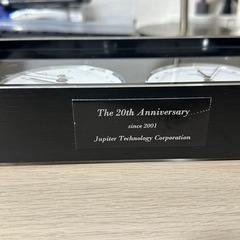 The 20th Anniversary
since 2001
Jupiter Technology Corporation